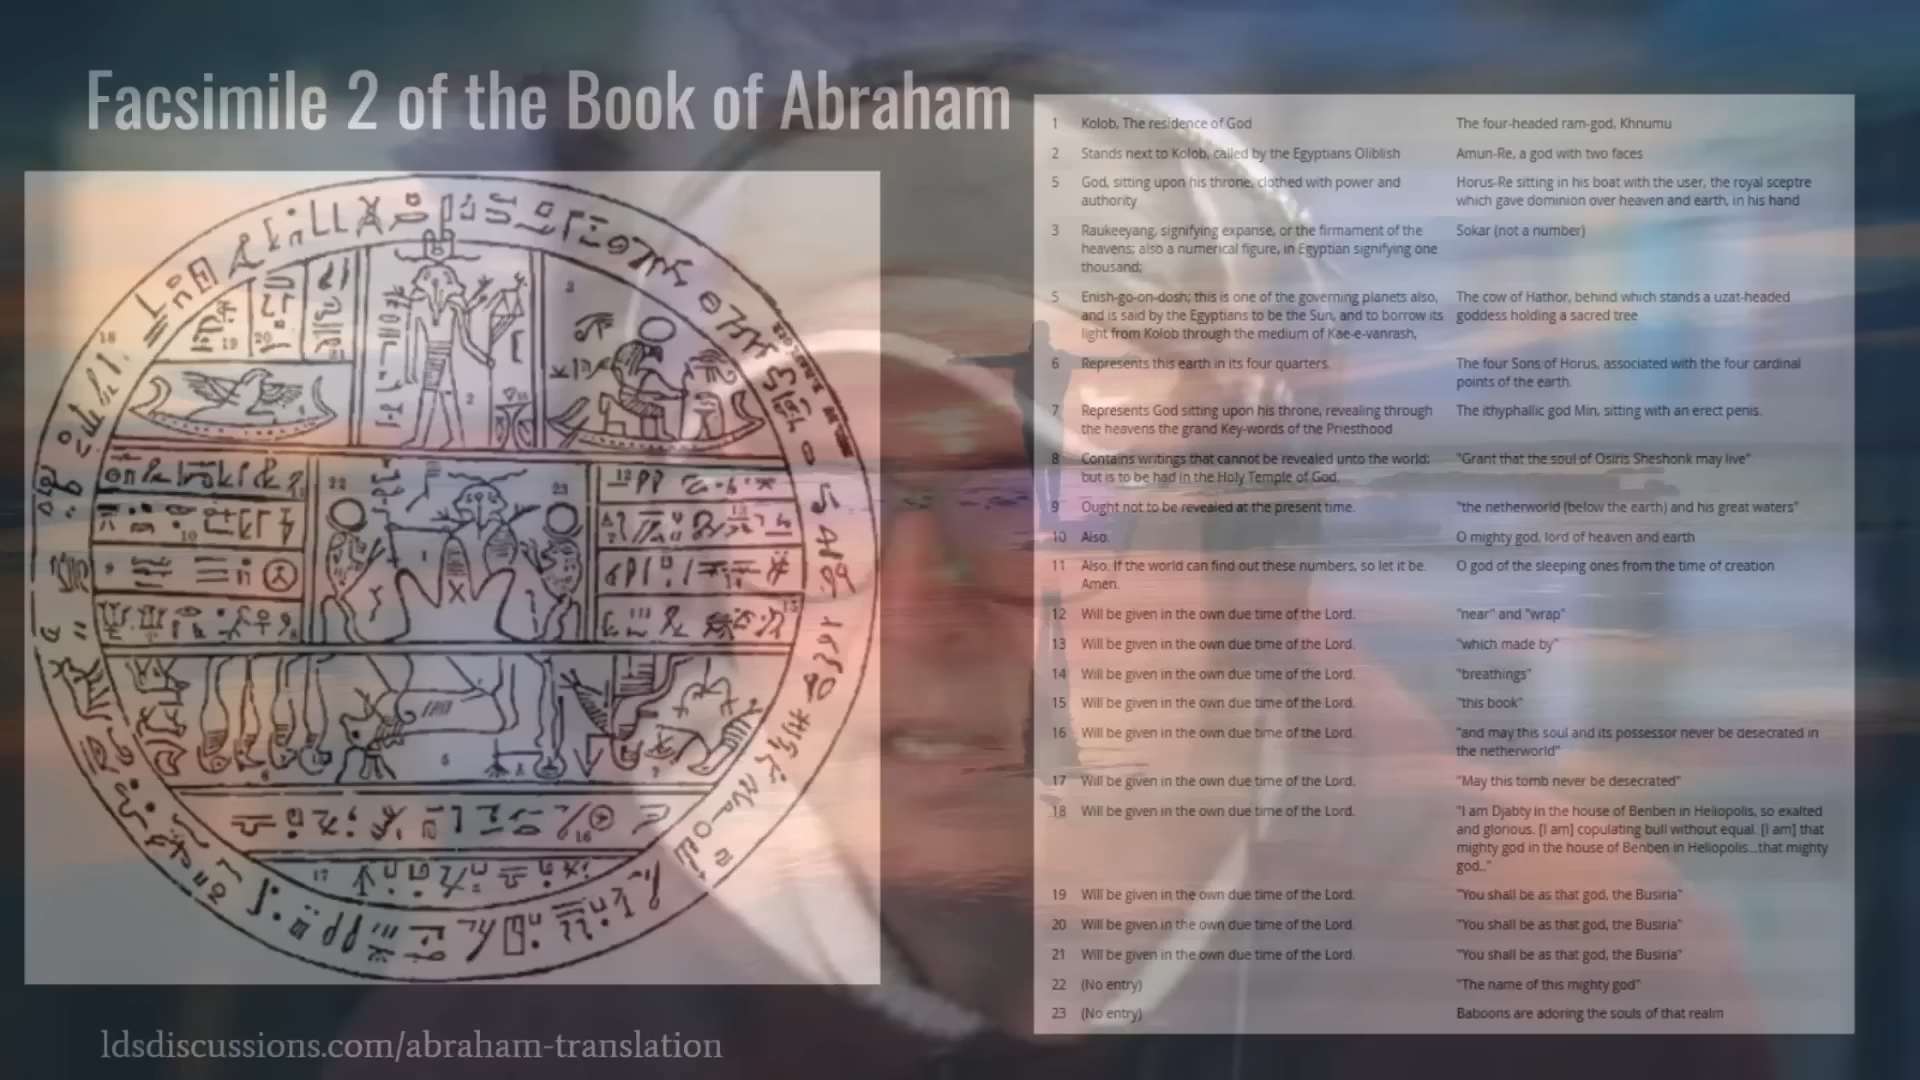 Facsimile 2 of the Book of Abraham
1 Kolob, The residence of God The four-headed ram-god, Khnumu
2 Stands next to Kolob, called by the Egyptians Oliblish Amun-Re, a god with two faces
5 God, sitting upon his throne, clothed with power and Horus-Re sitting in his boat with the user, the royal sceptre
authority which gave dominion over heaven and earth, in his hand
3 Raukeeyang, signifying expanse, or the firmament of the Sokar (not a number)
heavens; also a numerical figure, in Egyptian signifying one
thousand;
5 Enish-go-on-dosh; this is one of the governing planets also, The cow of Hathor, behind which stands a uzat-headed
and is said by the Egyptians to be the Sun, and to borrow its goddess holding a sacred tree
light from Kolob through the medium of Kae-e-vanrash,
6 Represents this earth in its four quarters. The four Sons of Horus, associated with the four cardinal
points of the earth.
7 Represents God sitting upon his throne, revealing through The ithyphallic god Min, sitting with an erect penis.
the heavens the grand Key-words of the Priesthood
8 Contains writings that cannot be revealed unto the world; "Grant that the soul of Osiris Sheshonk may live"
but is to be had in the Holy Temple of God.
9 Ought not to be revealed at the present time. "the netherworld (below the earth) and his great waters"
10 Also. O mighty god, lord of heaven and earth
11 Also. If the world can find out these numbers, so let it be. O god of the sleeping ones from the time of creation
Amen.
12 Will be given in the own due time of the Lord. "near" and "wrap"
13 Will be given in the own due time of the Lord. "which made by"
14 Will be given in the own due time of the Lord. "breathings"
15 Will be given in the own due time of the Lord. "this book"
16 Will be given in the own due time of the Lord. "and may this soul and its possessor never be desecrated in
the netherworld"
17 Will be given in the own due time of the Lord. "May this tomb never be desecrated"
18 Will be given in the own due time of the Lord. "I am Djabty in the house of Benben in Heliopolis, so exalted
and glorious. [I am] copulating bull without equal. [I am] that
mighty god in the house of Benben in Heliopolis...that mighty
god.."
19 Will be given in the own due time of the Lord. "You shall be as that god, the Busiria"
20 Will be given in the own due time of the Lord. "You shall be as that god, the Busiria"
21 Will be given in the own due time of the Lord. "You shall be as that god, the Busiria"
22 (No entry) "The name of this mighty god"
23 (No entry) Baboons are adoring the souls of that realm
ldsdiscussions.com/abraham-translation